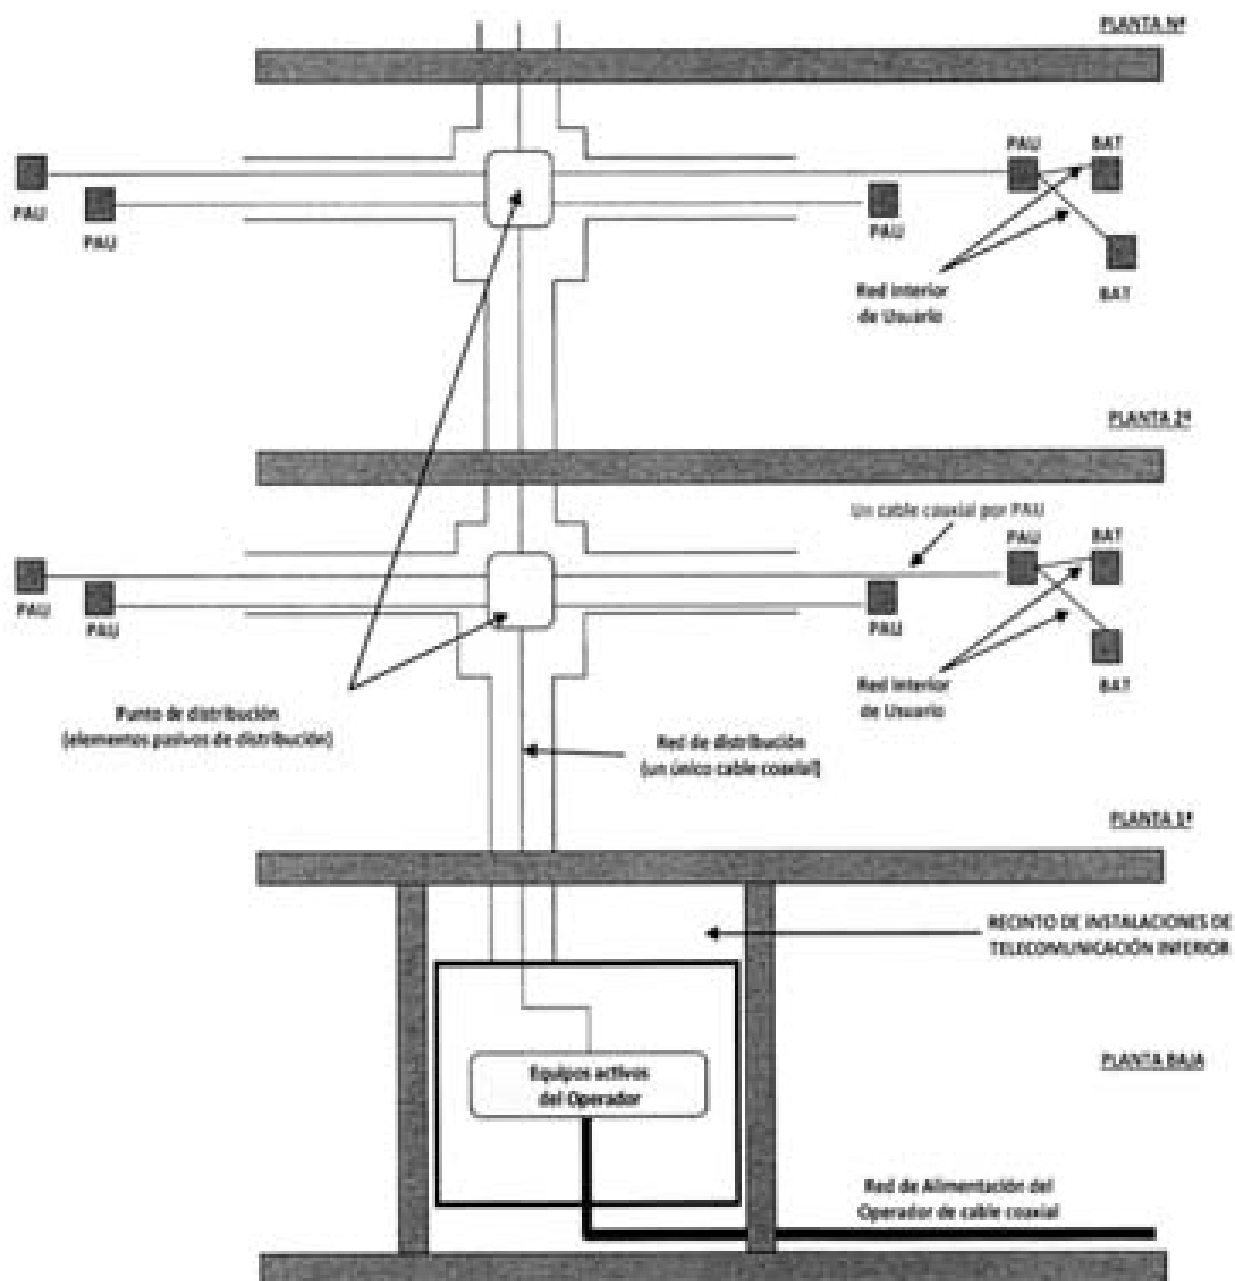 PLANTA Nª
PAU
BAT
PAU
PAU
PAU
BAT
Red Interior
de Usuario
PLANTA 2ª
Un cable coaxial por PAU
PAU
BAT
PAU
PAU
PAU
BAT
Red Interior
de Usuario
Punto de distribución
(elementos pasivos de distribución)
Red de distribución
(un único cable coaxial)
PLANTA 1ª
RECINTO DE INSTALACIONES DE
TELECOMUNICACIÓN INFERIOR
Equipos activos
del Operador
PLANTA BAJA
Red de Alimentación del
Operador de cable coaxial